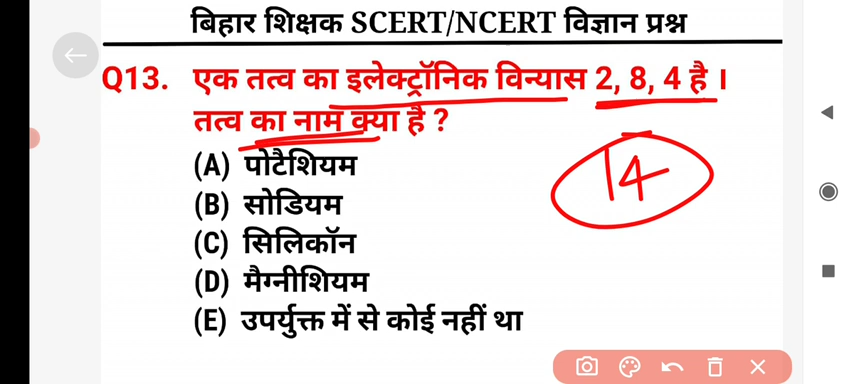 बिहार शिक्षक SCERT/NCERT विज्ञान प्रश्न
Q13. एक तत्व का इलेक्ट्रॉनिक विन्यास 2, 8, 4 है ।
तत्व का नाम क्या है ?
14
(A) पोटैशियम
(B) सोडियम
(C) सिलिकॉन
(D) मैग्नीशियम
(E) उपर्युक्त में से कोई नहीं था